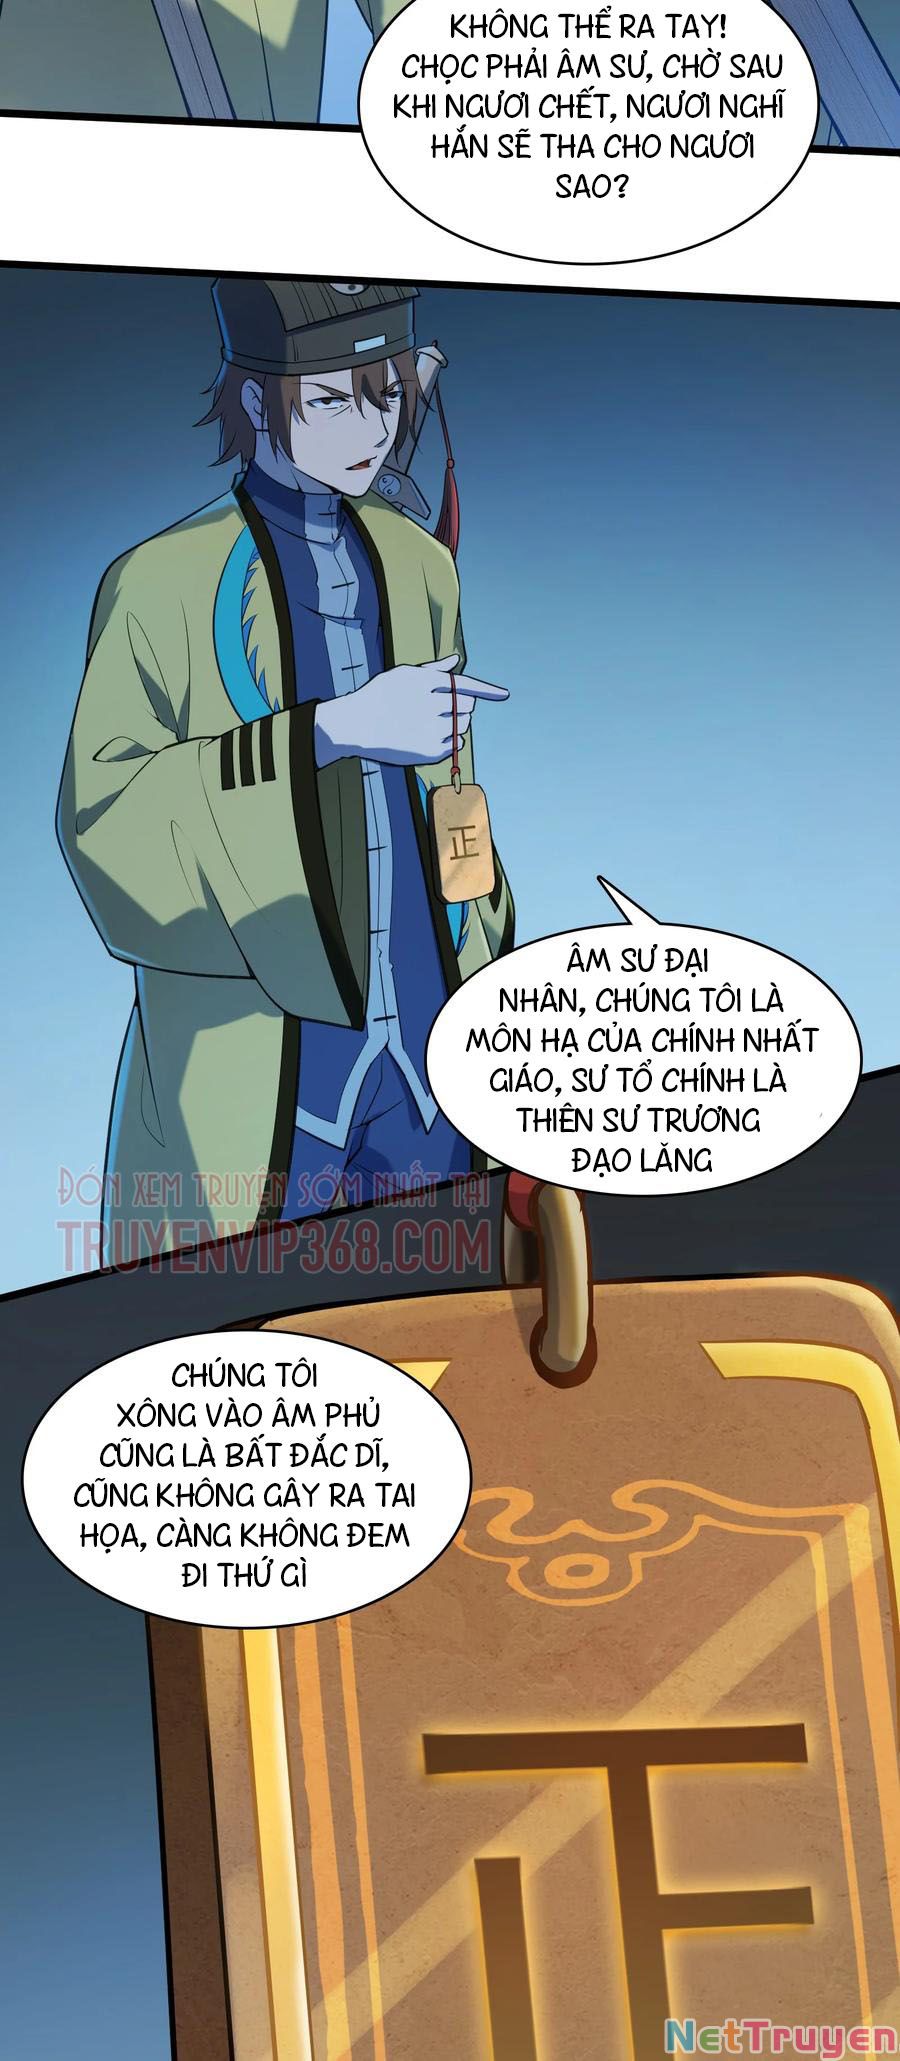 KHÔNG THỂ RA TAY!
CHỌC PHẢI ÂM SƯ, CHỜ SAU
KHI NGƯƠI CHẾT, NGƯƠI NGHĨ
HẮN SẼ THA CHO NGƯƠI
SAO?
正
ÂM SƯ ĐẠI
NHÂN, CHÚNG TÔI LÀ
MÔN HẠ CỦA CHÍNH NHẤT
GIÁO, SƯ TỔ CHÍNH LÀ
THIÊN SƯ TRƯƠNG
ĐẠO LĂNG
ĐÓN XEM TRUYỆN SỚM NHẤT TẠI
TRUYENVIP368.COM
CHÚNG TÔI
XÔNG VÀO ÂM PHỦ
CŨNG LÀ BẤT ĐẮC DĨ,
CŨNG KHÔNG GÂY RA TAI
HỌA, CÀNG KHÔNG ĐEM
ĐI THỨ GÌ
正
NetTruyen